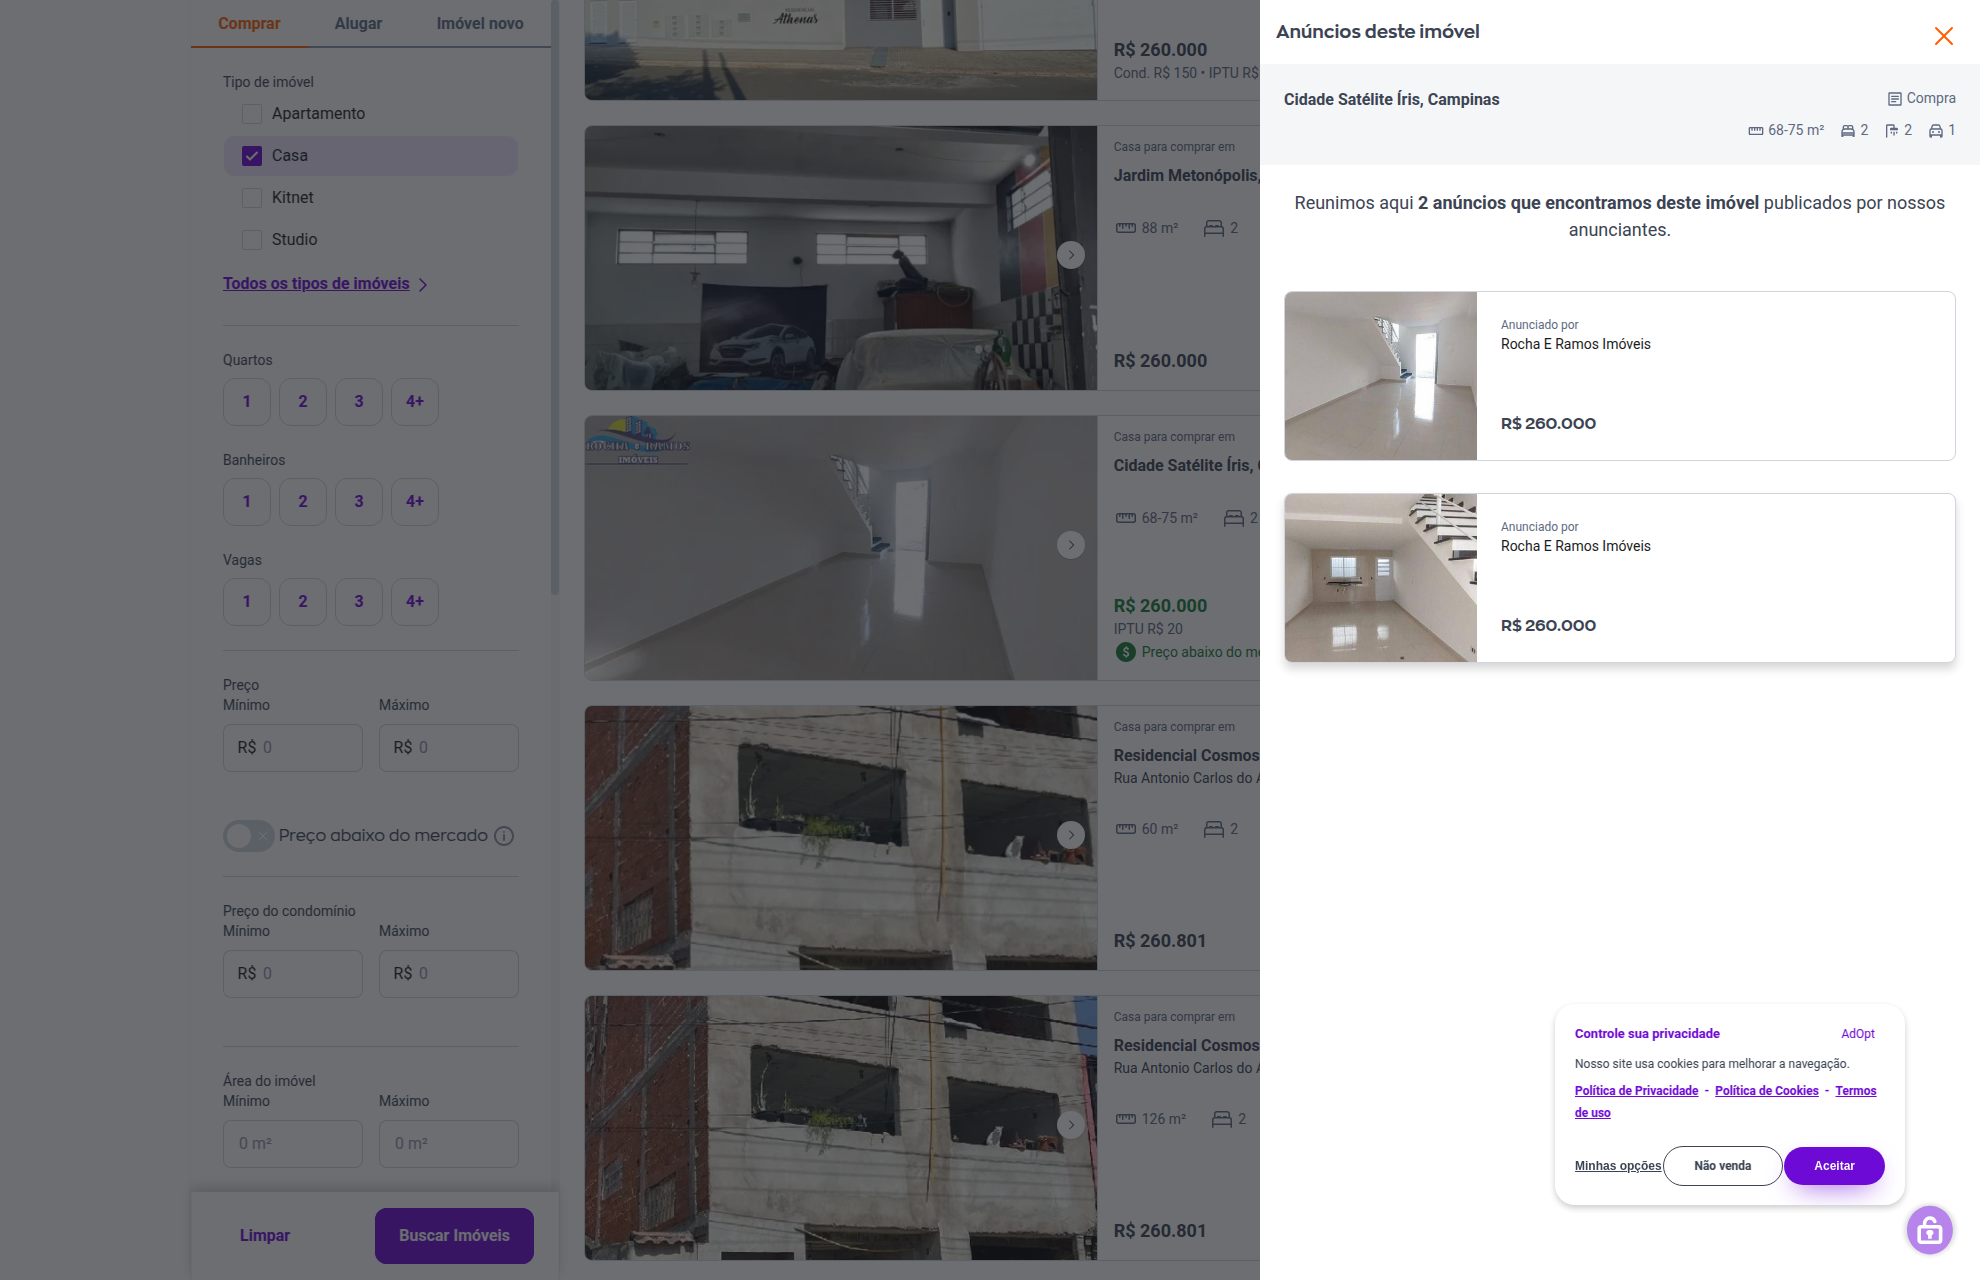 Comprar
Alugar
Imóvel novo
Tipo de imóvel
Apartamento
Casa
Kitnet
Studio
Todos os tipos de imóveis
Quartos
1 2 3 4+
Banheiros
1 2 3 4+
Vagas
1 2 3 4+
Preço
Mínimo Máximo
R$ 0 R$ 0
Preço abaixo do mercado
Preço do condomínio
Mínimo Máximo
R$ 0 R$ 0
Área do imóvel
Mínimo Máximo
0 m² 0 m²
Limpar
Buscar Imóveis
RESIDENCIAL
Athenas
R$ 260.000
Cond. R$ 150 • IPTU R$
Casa para comprar em
Jardim Metonópolis,
88 m² 2
R$ 260.000
ROCHA & RAMOS
IMÓVEIS
Casa para comprar em
Cidade Satélite Íris,
68-75 m² 2
R$ 260.000
IPTU R$ 20
Preço abaixo do me
Casa para comprar em
Residencial Cosmos
Rua Antonio Carlos do
60 m² 2
R$ 260.801
Casa para comprar em
Residencial Cosmos
Rua Antonio Carlos do
126 m² 2
R$ 260.801
Anúncios deste imóvel
Cidade Satélite Íris, Campinas
Compra
68-75 m² 2 2 1
Reunimos aqui 2 anúncios que encontramos deste imóvel publicados por nossos
anunciantes.
Anunciado por
Rocha E Ramos Imóveis
R$ 260.000
Anunciado por
Rocha E Ramos Imóveis
R$ 260.000
Controle sua privacidade
AdOpt
Nosso site usa cookies para melhorar a navegação.
Política de Privacidade - Política de Cookies - Termos
de uso
Minhas opções
Não venda
Aceitar